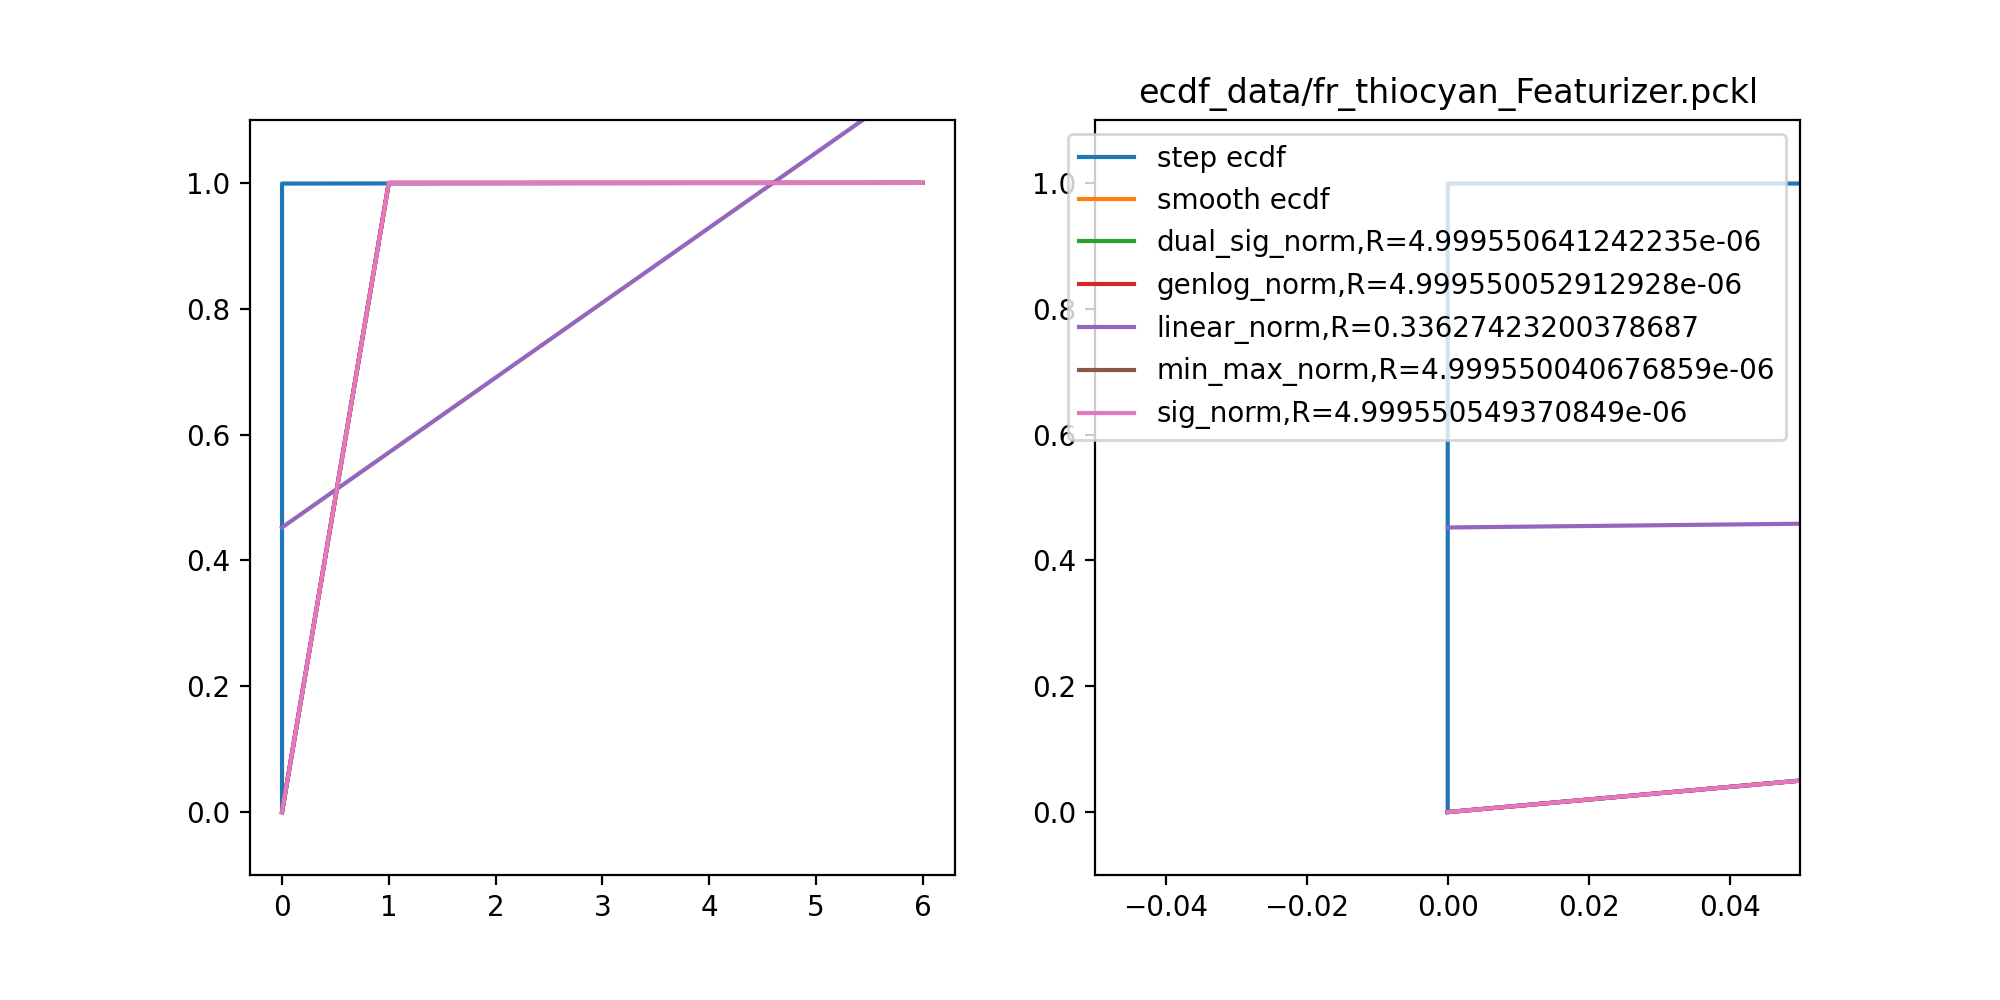 ecdf_data/fr_thiocyan_Featurizer.pckl
1.0
0.8
0.6
0.4
0.2
0.0
0 1 2 3 4 5 6
step ecdf
smooth ecdf
dual_sig_norm,R=4.999550641242235e-06
genlog_norm,R=4.999550052912928e-06
linear_norm,R=0.33627423200378687
min_max_norm,R=4.999550040676859e-06
sig_norm,R=4.999550549370849e-06
1.0
0.8
0.6
0.4
0.2
0.0
−0.04 −0.02 0.00 0.02 0.04